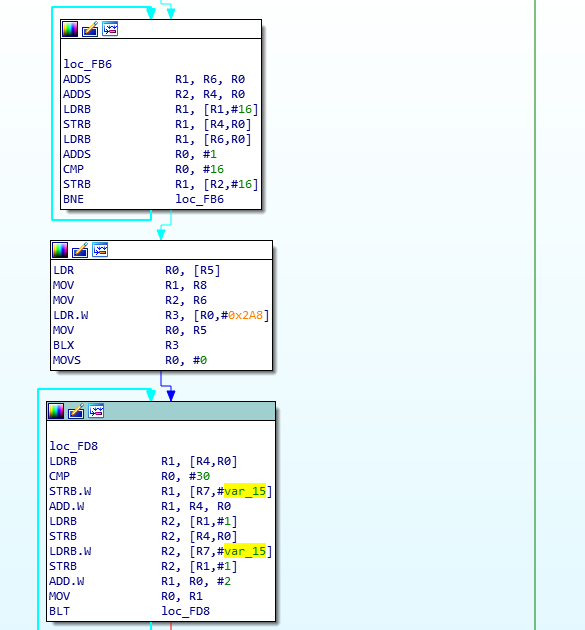 loc_FB6
ADDS R1, R6, R0
ADDS R2, R4, R0
LDRB R1, [R1,#16]
STRB R1, [R4,R0]
LDRB R1, [R6,R0]
ADDS R0, #1
CMP R0, #16
STRB R1, [R2,#16]
BNE loc_FB6
LDR R0, [R5]
MOV R1, R8
MOV R2, R6
LDR.W R3, [R0,#0x2A8]
MOV R0, R5
BLX R3
MOVS R0, #0
loc_FD8
LDRB R1, [R4,R0]
CMP R0, #30
STRB.W R1, [R7,#var_15]
ADD.W R1, R4, R0
LDRB R2, [R1,#1]
STRB R2, [R4,R0]
LDRB.W R2, [R7,#var_15]
STRB R2, [R1,#1]
ADD.W R1, R0, #2
MOV R0, R1
BLT loc_FD8